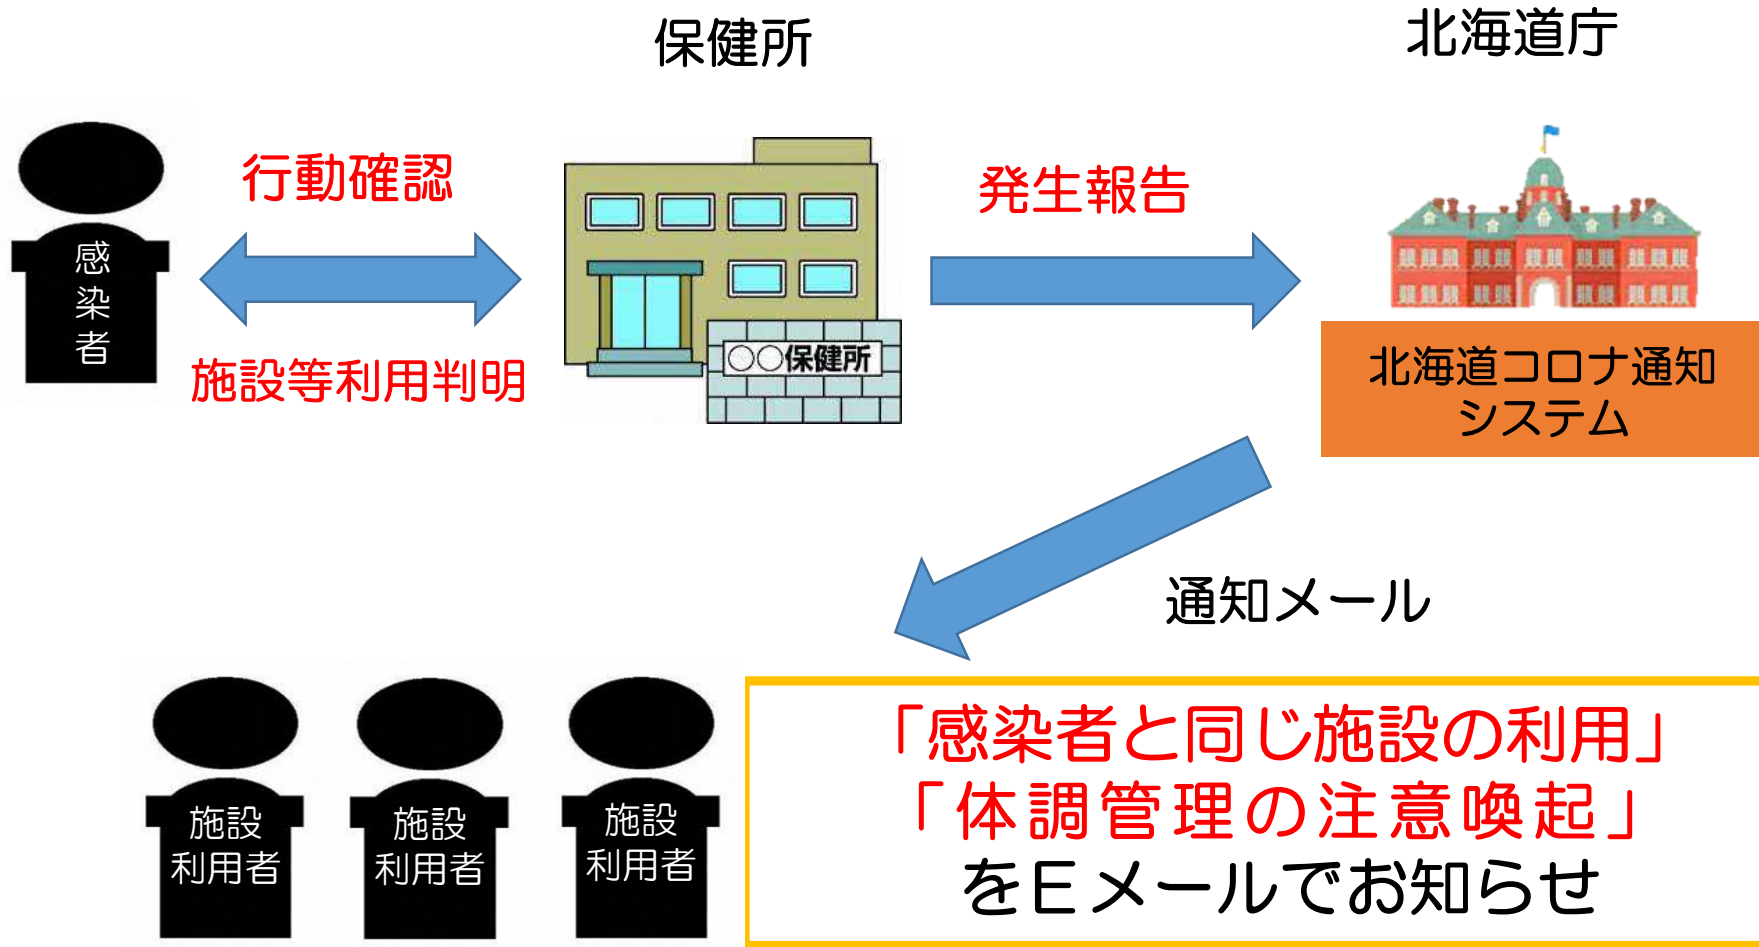 保健所
北海道庁
行動確認
発生報告
感染者
施設等利用判明
○○保健所
北海道コロナ通知
システム
通知メール
「感染者と同じ施設の利用」
「体調管理の注意喚起」
をEメールでお知らせ
施設
利用者
施設
利用者
施設
利用者